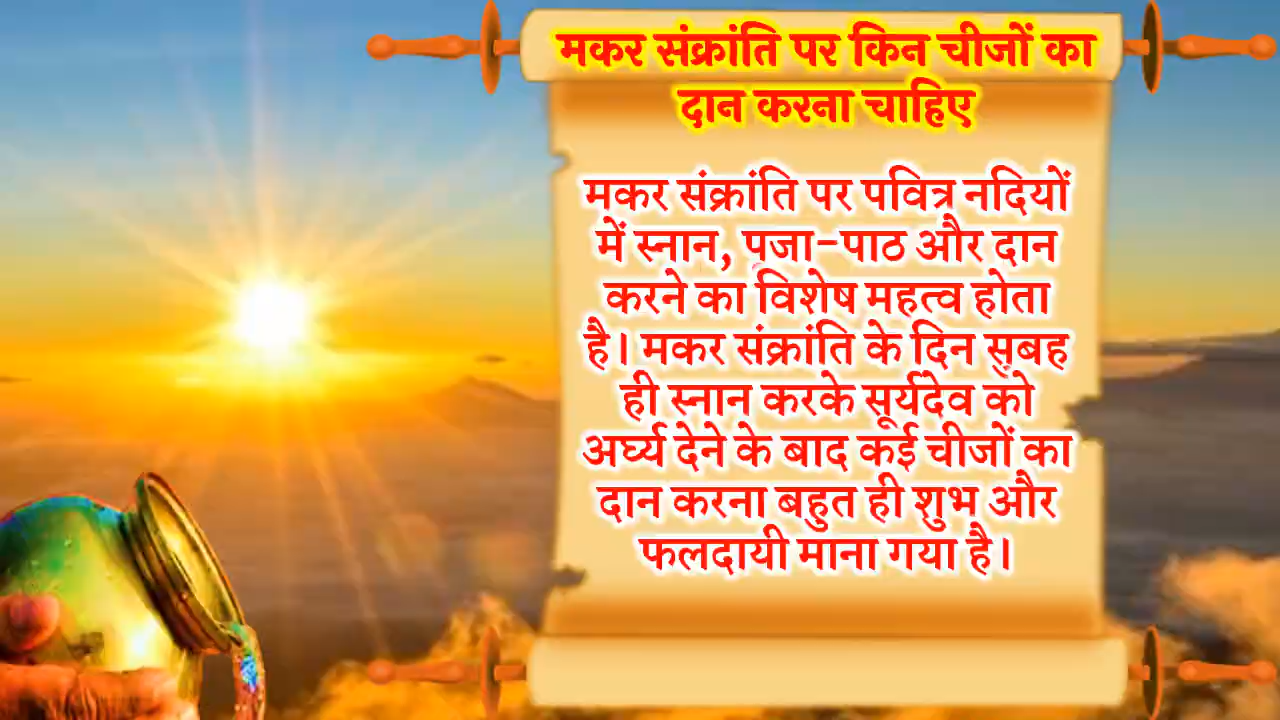 मकर संक्रांति पर किन चीजों का
दान करना चाहिए
मकर संक्रांति पर पवित्र नदियों
में स्नान, पूजा-पाठ और दान
करने का विशेष महत्व होता
है। मकर संक्रांति के दिन सुबह
ही स्नान करके सूर्यदेव को
अर्घ्य देने के बाद कई चीजों का
दान करना बहुत ही शुभ और
फलदायी माना गया है।